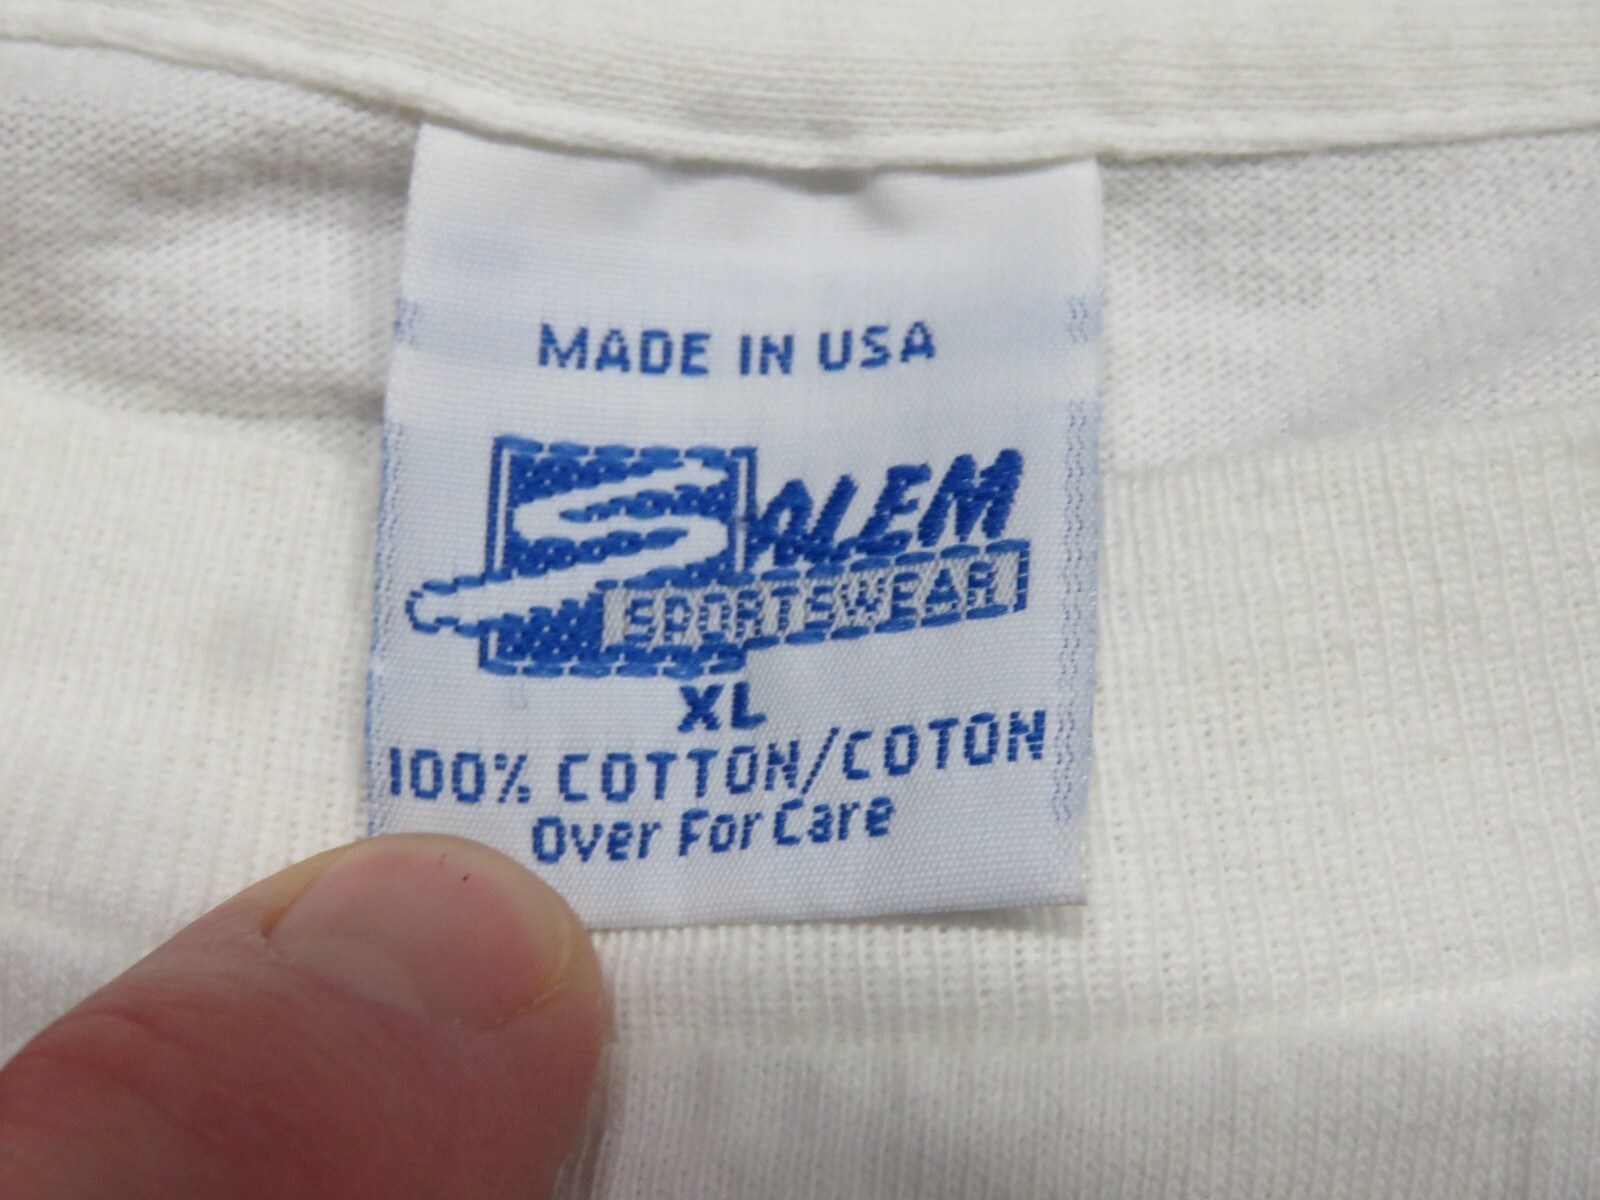 MADE IN USA
SALEM
SPORTSWEAR
XL
100% COTTON/COTON
Over For Care